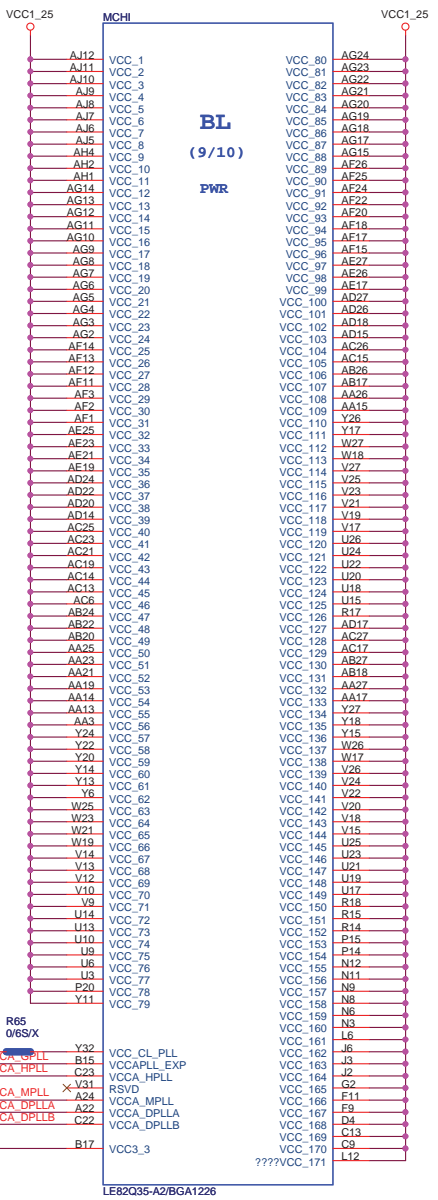 VCC1_25 MCHI VCC1_25
AJ12 VCC_1 VCC_80 AG24
AJ11 VCC_2 VCC_81 AG23
AJ10 VCC_3 VCC_82 AG22
AJ9 VCC_4 VCC_83 AG21
AJ8 VCC_5 VCC_84 AG20
AJ7 VCC_6 VCC_85 AG19
AJ6 VCC_7 VCC_86 AG18
AJ5 VCC_8 VCC_87 AG17
AH4 VCC_9 VCC_88 AG15
AH2 VCC_10 VCC_89 AF26
AH1 VCC_11 VCC_90 AF25
AG14 VCC_12 VCC_91 AF24
AG13 VCC_13 VCC_92 AF22
AG12 VCC_14 VCC_93 AF20
AG11 VCC_15 VCC_94 AF18
AG10 VCC_16 VCC_95 AF17
AG9 VCC_17 VCC_96 AF15
AG8 VCC_18 VCC_97 AE27
AG7 VCC_19 VCC_98 AE26
AG6 VCC_20 VCC_99 AE17
AG5 VCC_21 VCC_100 AD27
AG4 VCC_22 VCC_101 AD26
AG3 VCC_23 VCC_102 AD18
AG2 VCC_24 VCC_103 AD15
AF14 VCC_25 VCC_104 AC26
AF13 VCC_26 VCC_105 AC15
AF12 VCC_27 VCC_106 AB26
AF11 VCC_28 VCC_107 AB17
AF3 VCC_29 VCC_108 AA26
AF2 VCC_30 VCC_109 AA15
AF1 VCC_31 VCC_110 Y26
AE25 VCC_32 VCC_111 Y17
AE23 VCC_33 VCC_112 W27
AE21 VCC_34 VCC_113 W18
AE19 VCC_35 VCC_114 V27
AD24 VCC_36 VCC_115 V25
AD22 VCC_37 VCC_116 V23
AD20 VCC_38 VCC_117 V21
AD14 VCC_39 VCC_118 V19
AC25 VCC_40 VCC_119 V17
AC23 VCC_41 VCC_120 U26
AC21 VCC_42 VCC_121 U24
AC19 VCC_43 VCC_122 U22
AC14 VCC_44 VCC_123 U20
AC13 VCC_45 VCC_124 U18
AC6 VCC_46 VCC_125 U15
AB24 VCC_47 VCC_126 R17
AB22 VCC_48 VCC_127 AD17
AB20 VCC_49 VCC_128 AC27
AA25 VCC_50 VCC_129 AC17
AA23 VCC_51 VCC_130 AB27
AA21 VCC_52 VCC_131 AB18
AA19 VCC_53 VCC_132 AA27
AA14 VCC_54 VCC_133 AA17
AA13 VCC_55 VCC_134 Y27
AA3 VCC_56 VCC_135 Y18
Y24 VCC_57 VCC_136 Y15
Y22 VCC_58 VCC_137 W26
Y20 VCC_59 VCC_138 W17
Y14 VCC_60 VCC_139 V26
Y13 VCC_61 VCC_140 V24
Y6 VCC_62 VCC_141 V22
W25 VCC_63 VCC_142 V20
W23 VCC_64 VCC_143 V18
W21 VCC_65 VCC_144 V15
W19 VCC_66 VCC_145 U25
V14 VCC_67 VCC_146 U23
V13 VCC_68 VCC_147 U21
V12 VCC_69 VCC_148 U19
V10 VCC_70 VCC_149 U17
V9 VCC_71 VCC_150 R18
U14 VCC_72 VCC_151 R15
U13 VCC_73 VCC_152 R14
U10 VCC_74 VCC_153 P15
U9 VCC_75 VCC_154 P14
U6 VCC_76 VCC_155 N12
U3 VCC_77 VCC_156 N11
P20 VCC_78 VCC_157 N9
Y11 VCC_79 VCC_158 N8
VCC_159 N6
VCC_160 N3
VCC_161 L6
Y32 VCC_CL_PLL VCC_162 J6
CA_GPLL B15 VCCAPLL_EXP VCC_163 J3
CA_HPLL C23 VCCA_HPLL VCC_164 J2
V31 RSVD VCC_165 G2
CA_MPLL A24 VCCA_MPLL VCC_166 F11
CA_DPLLA A22 VCCA_DPLLA VCC_167 F9
CA_DPLLB C22 VCCA_DPLLB VCC_168 D4
VCC_169 C13
B17 VCC3_3 VCC_170 C9
????VCC_171 L12
BL
(9/10)
PWR
R65
0/6S/X
LE82Q35-A2/BGA1226